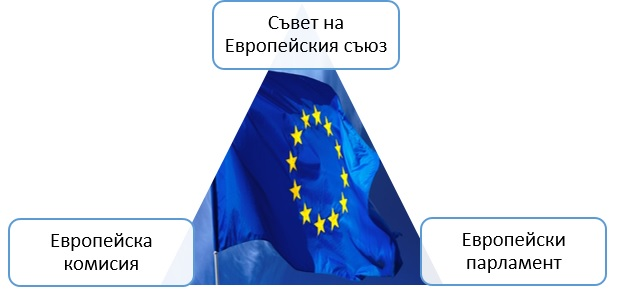 Съвет на
Европейския съюз
Европейска
комисия
Европейски
парламент